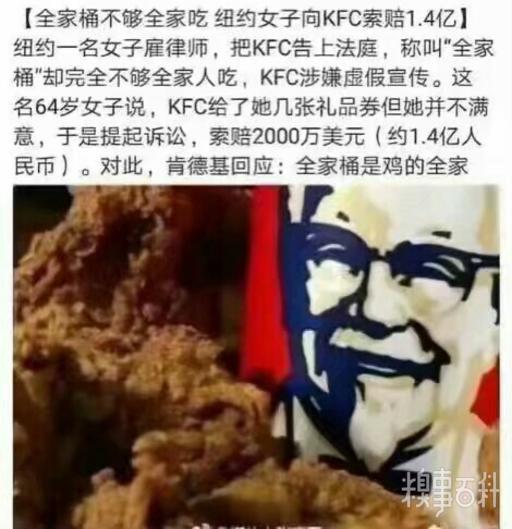 【全家桶不够全家吃 纽约女子向KFC索赔1.4亿】
纽约一名女子雇律师，把KFC告上法庭，称叫“全家
桶”却完全不够全家人吃，KFC涉嫌虚假宣传。这
名64岁女子说，KFC给了她几张礼品券但她并不满
意，于是提起诉讼，索赔2000万美元（约1.4亿人
民币）。对此，肯德基回应：全家桶是鸡的全家
糗事百科